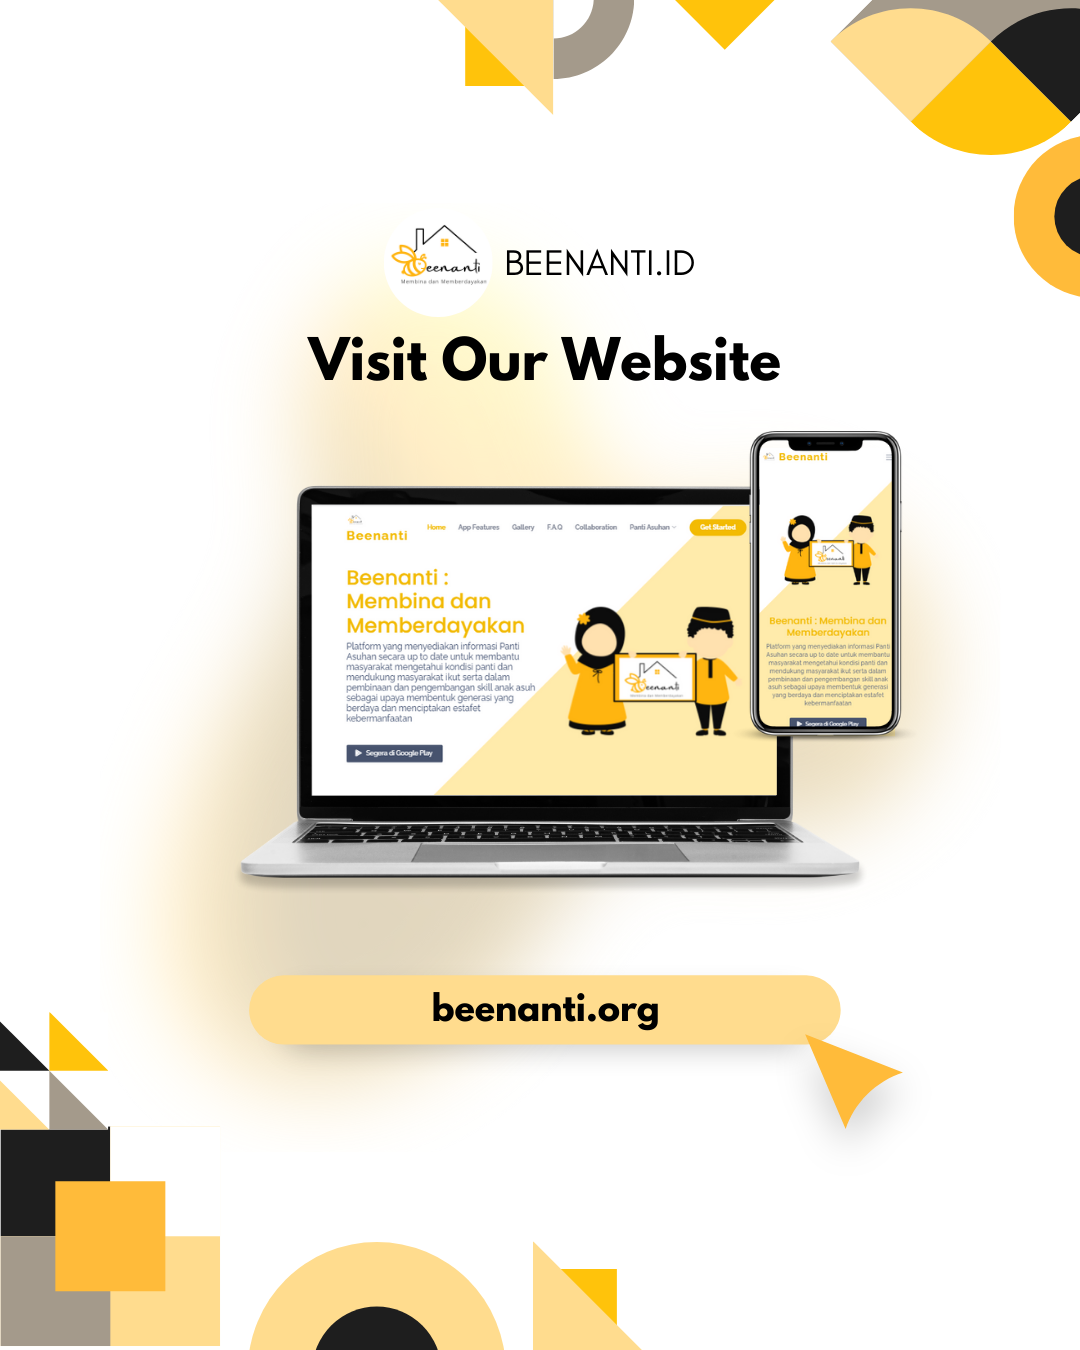 Beenanti
Membina dan Memberdayakan
BEENANTI.ID
Visit Our Website
Beenanti
Home App Features Gallery F.A.Q Collaboration Panti Asuhan Get Started
Beenanti :
Membina dan
Memberdayakan
Platform yang menyediakan informasi Panti
Asuhan secara up to date untuk membantu
masyarakat mengetahui kondisi panti dan
mendukung masyarakat ikut serta dalam
pembinaan dan pengembangan skill anak asuh
sebagai upaya membentuk generasi yang
berdaya dan menciptakan estafet
kebermanfaatan
Segera di Google Play
Beenanti
Membina dan Memberdayakan
Beenanti
Beenanti
Beenanti : Membina dan
Memberdayakan
Platform yang menyediakan informasi Panti
Asuhan secara up to date untuk membantu
masyarakat mengetahui kondisi panti dan
mendukung masyarakat ikut serta dalam
pembinaan dan pengembangan skill anak
asuh sebagai upaya membentuk generasi
yang berdaya dan menciptakan estafet
kebermanfaatan
Segera di Google Play
beenanti.org